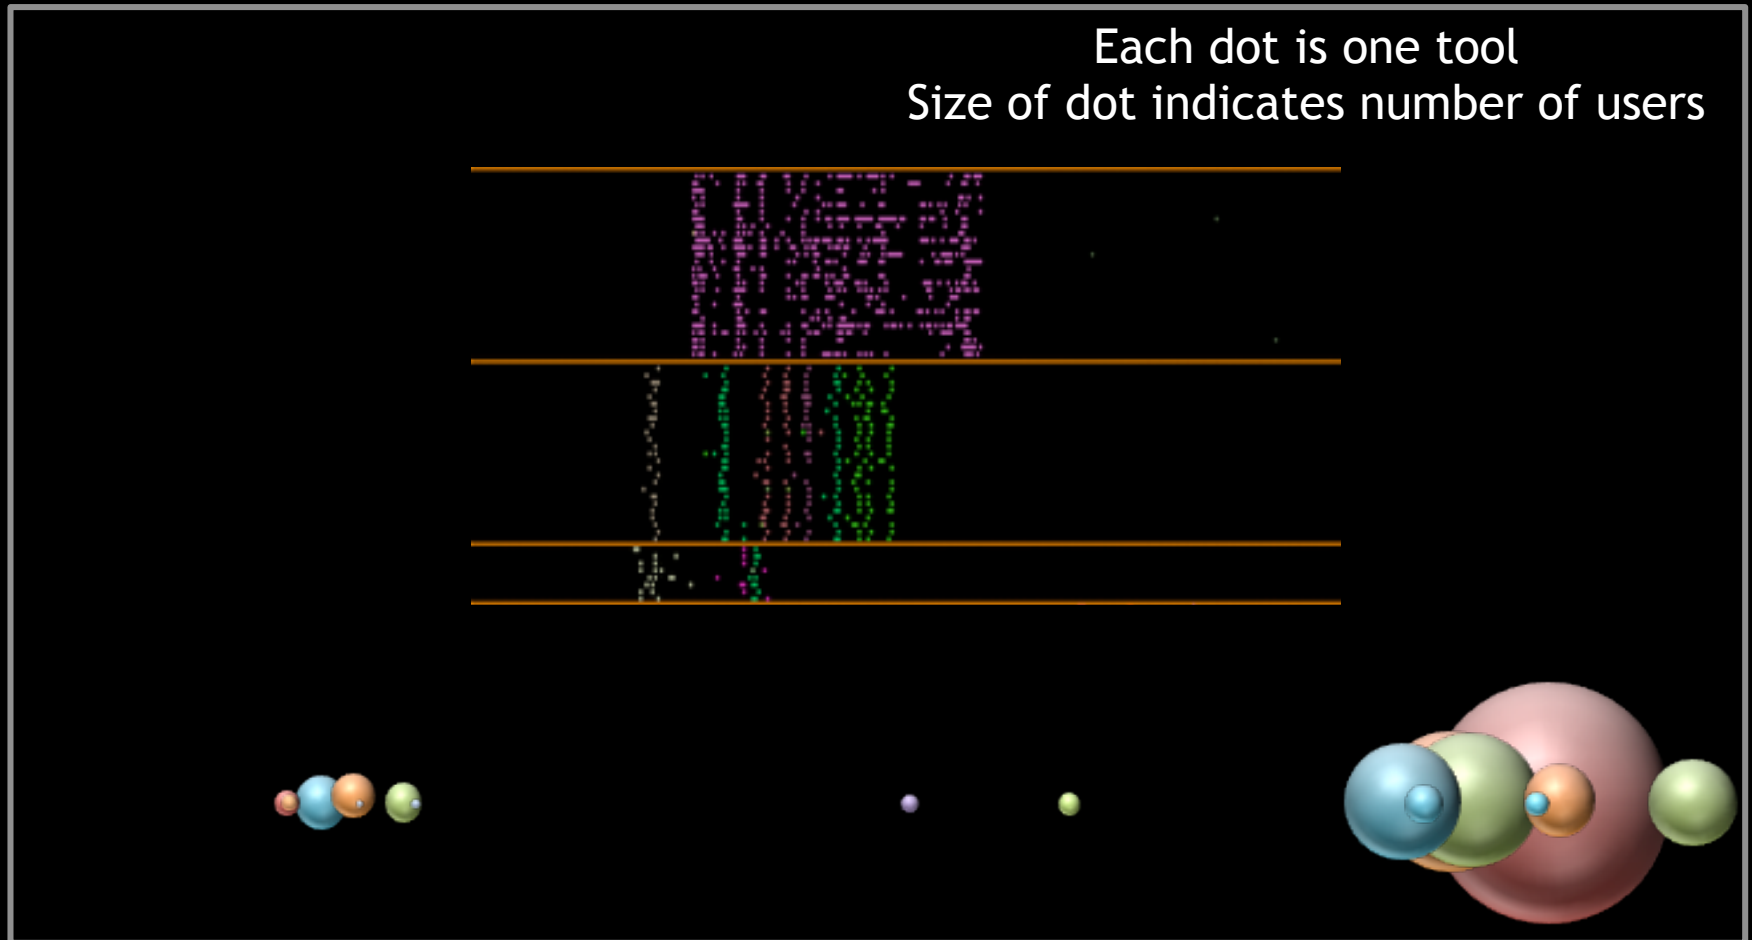 Each dot is one tool
Size of dot indicates number of users